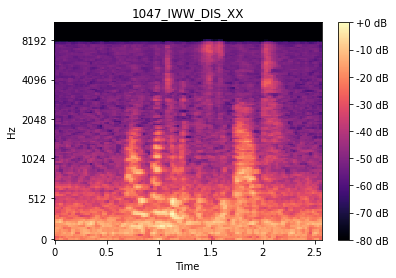 1047_IWW_DIS_XX
8192
4096
2048
1024
512
0
Hz
0
0.5
1
1.5
2
2.5
Time
+0 dB
-10 dB
-20 dB
-30 dB
-40 dB
-50 dB
-60 dB
-70 dB
-80 dB